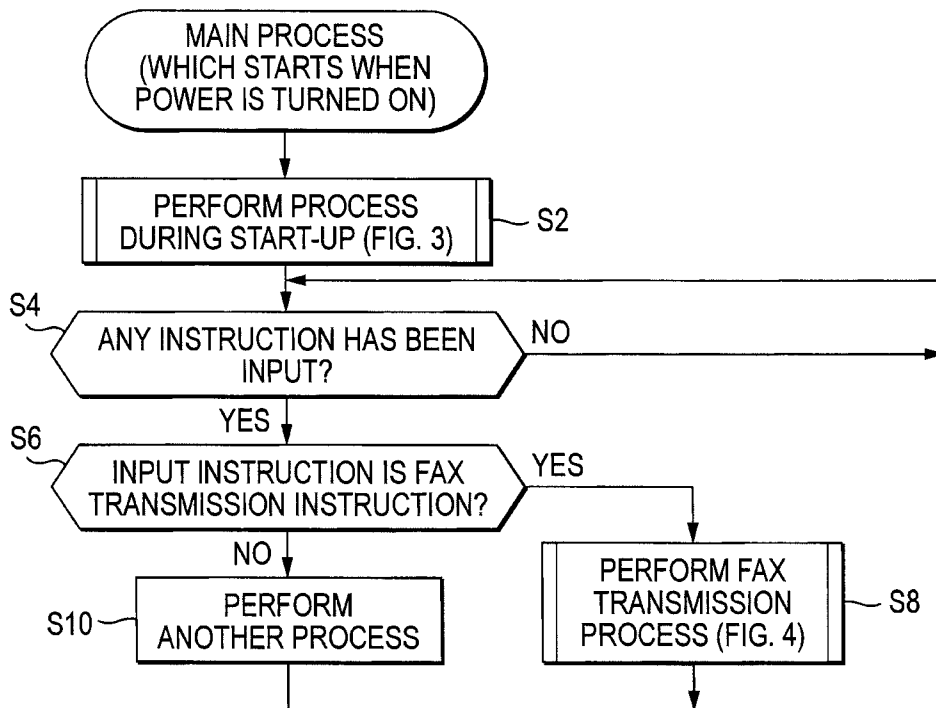 MAIN PROCESS
(WHICH STARTS WHEN
POWER IS TURNED ON)
PERFORM PROCESS
DURING START-UP (FIG. 3)
S2
S4
ANY INSTRUCTION HAS BEEN
INPUT?
NO
YES
S6
INPUT INSTRUCTION IS FAX
TRANSMISSION INSTRUCTION?
YES
NO
S10
PERFORM
ANOTHER PROCESS
PERFORM FAX
TRANSMISSION
PROCESS (FIG. 4)
S8